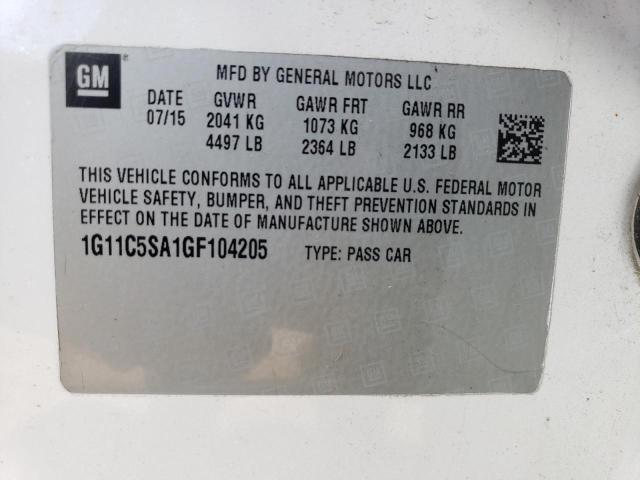 GM
MFD BY GENERAL MOTORS LLC
DATE GVWR GAWR FRT GAWR RR
07/15 2041 KG 1073 KG 968 KG
4497 LB 2364 LB 2133 LB
THIS VEHICLE CONFORMS TO ALL APPLICABLE U.S. FEDERAL MOTOR
VEHICLE SAFETY, BUMPER, AND THEFT PREVENTION STANDARDS IN
EFFECT ON THE DATE OF MANUFACTURE SHOWN ABOVE.
1G11C5SA1GF104205 TYPE: PASS CAR